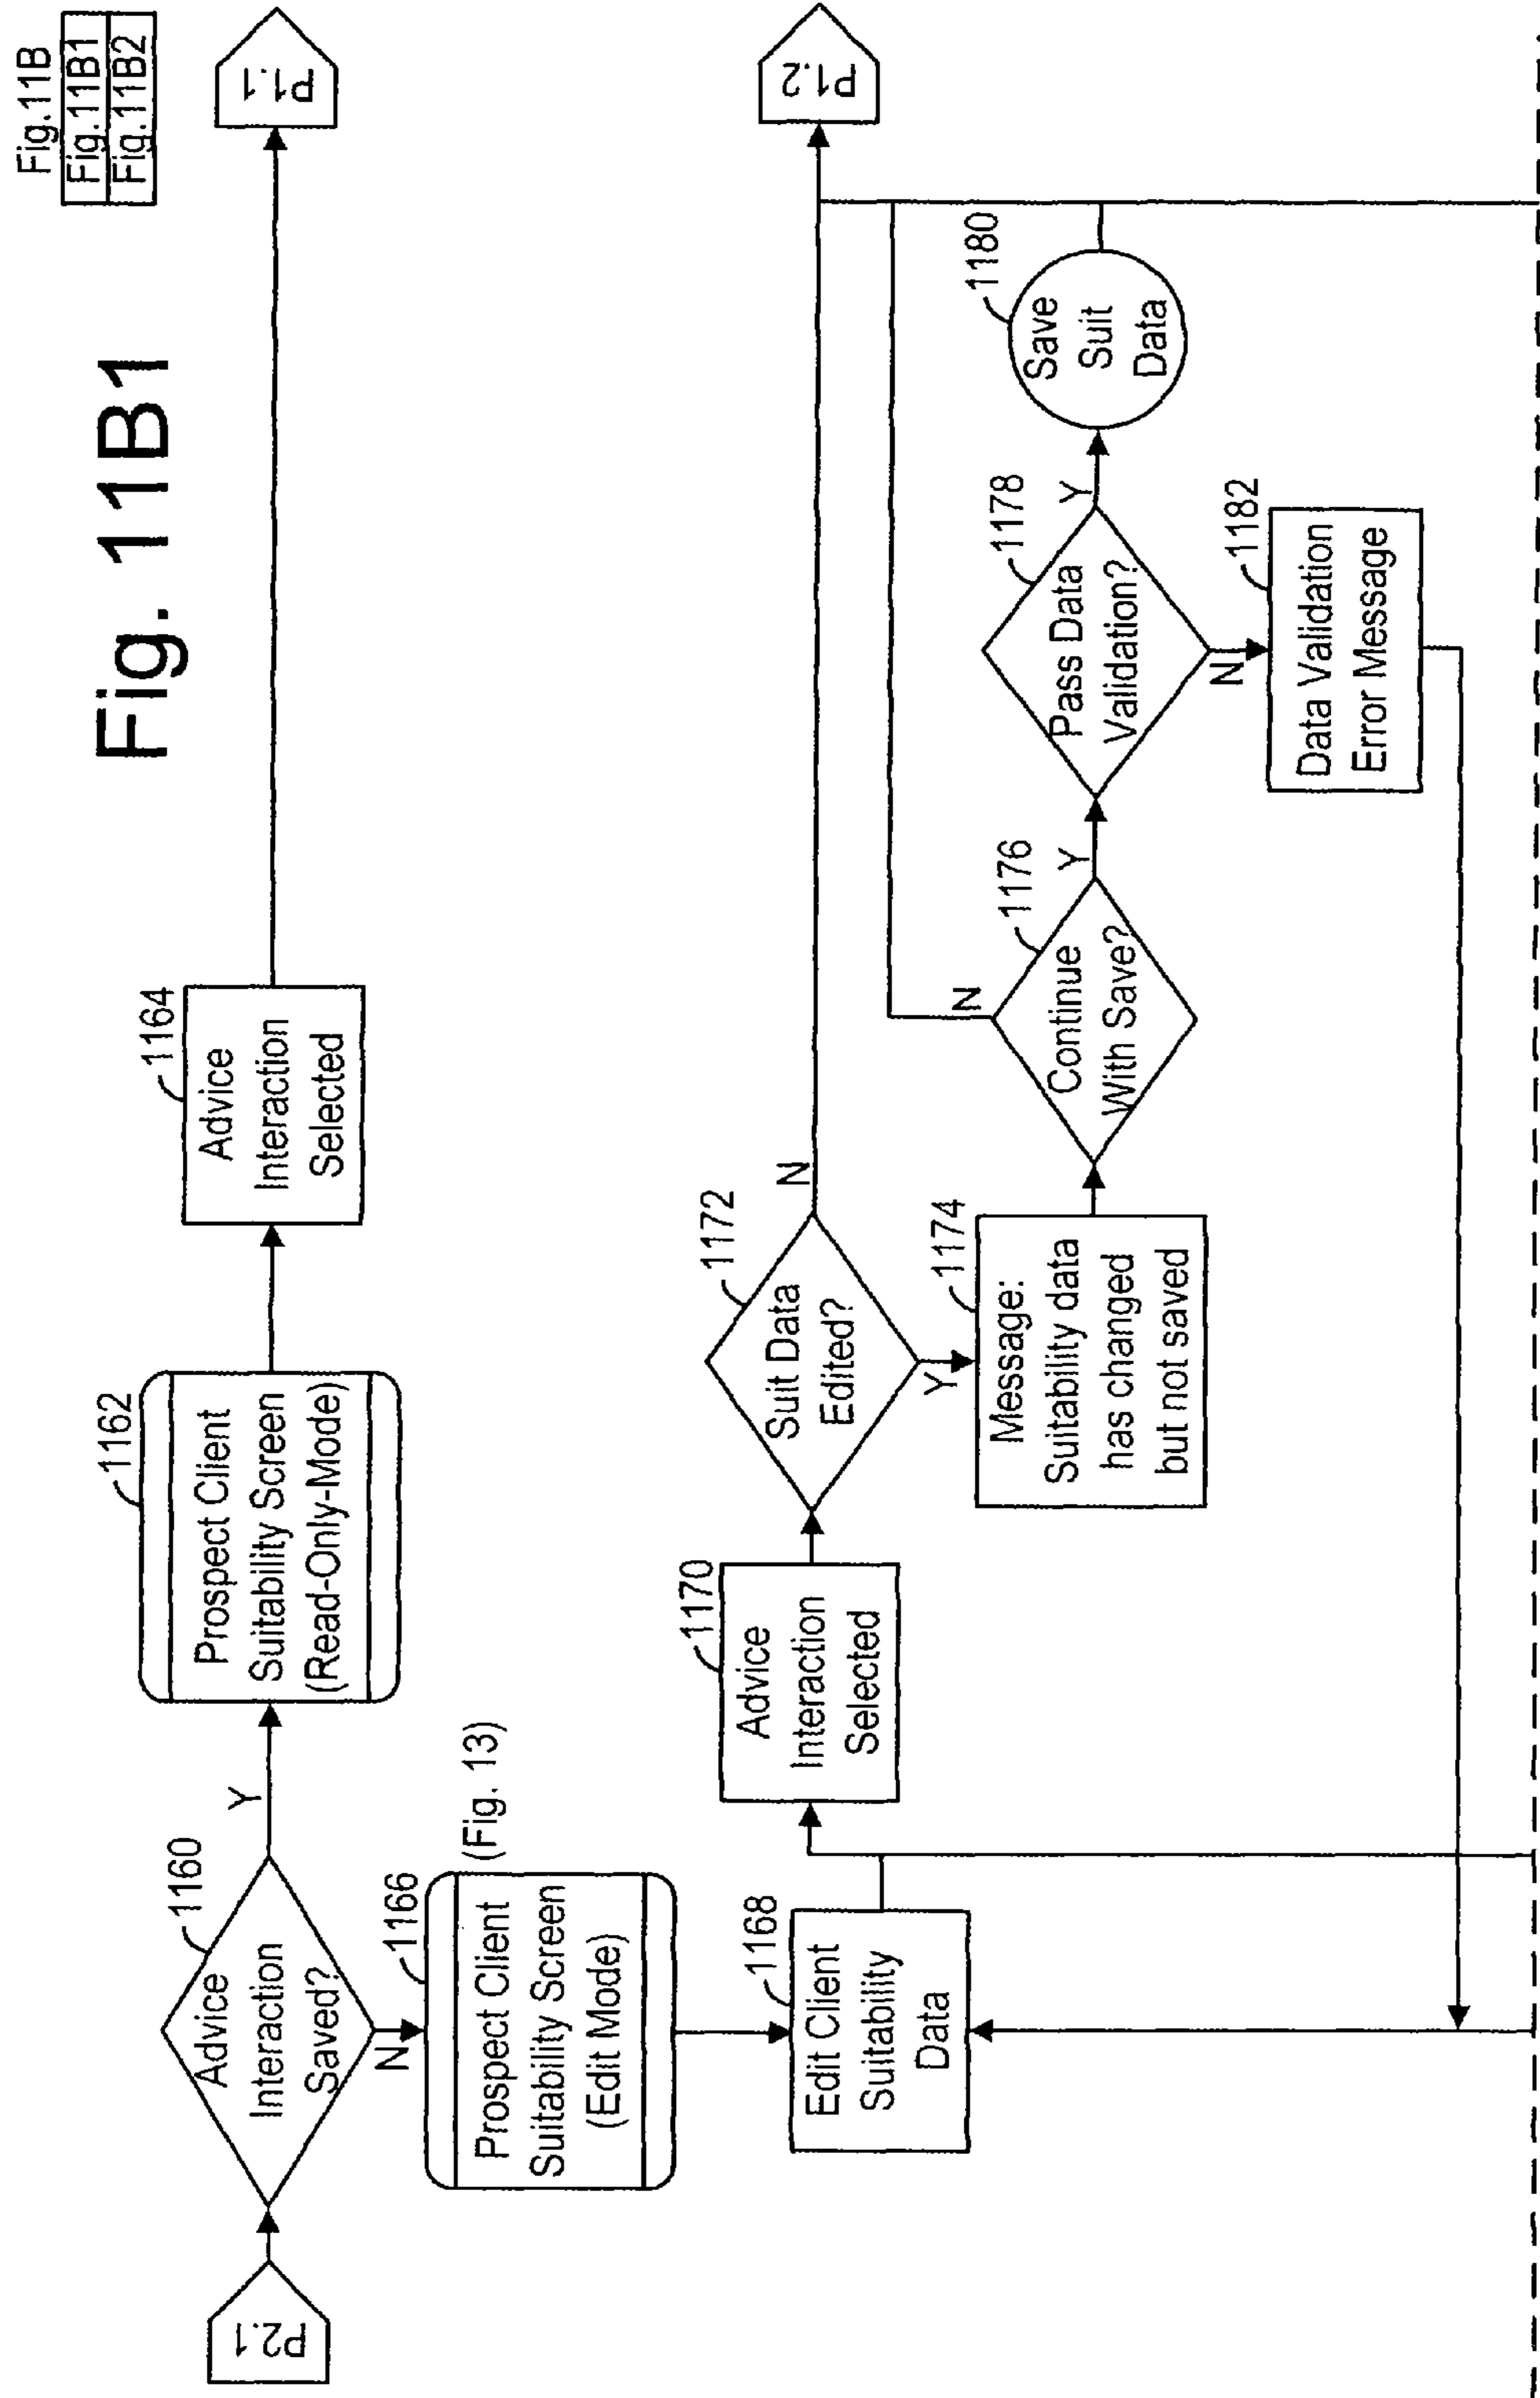 Fig.11B
Fig.11B1
Fig.11B2
Fig. 11B1
P2.1
1160
Advice
Interaction
Saved?
Y
N
1162
Prospect Client
Suitability Screen
(Read-Only-Mode)
1164
Advice
Interaction
Selected
P1.1
1166
(Fig. 13)
Prospect Client
Suitability Screen
(Edit Mode)
1168
Edit Client
Suitability
Data
1170
Advice
Interaction
Selected
1172
Suit Data
Edited?
N
Y
P1.2
1174
Message:
Suitability data
has changed
but not saved
1176
Continue
With Save?
N
Y
1178
Pass Data
Validation?
Y
N
1180
Save
Suit
Data
1182
Data Validation
Error Message